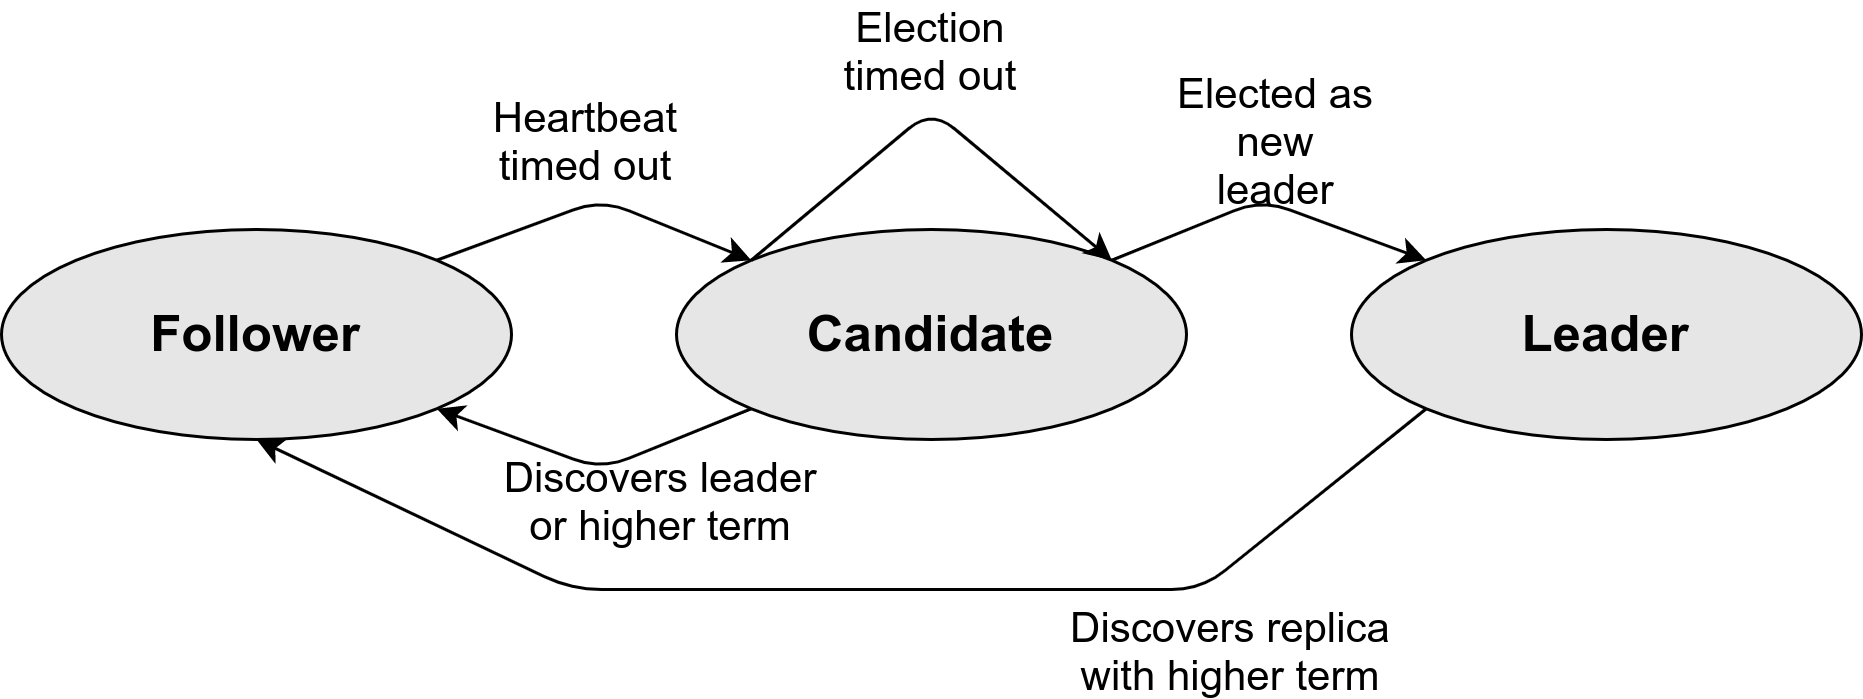 Election
timed out
Elected as
new
leader
Heartbeat
timed out
Follower
Candidate
Leader
Discovers leader
or higher term
Discovers replica
with higher term